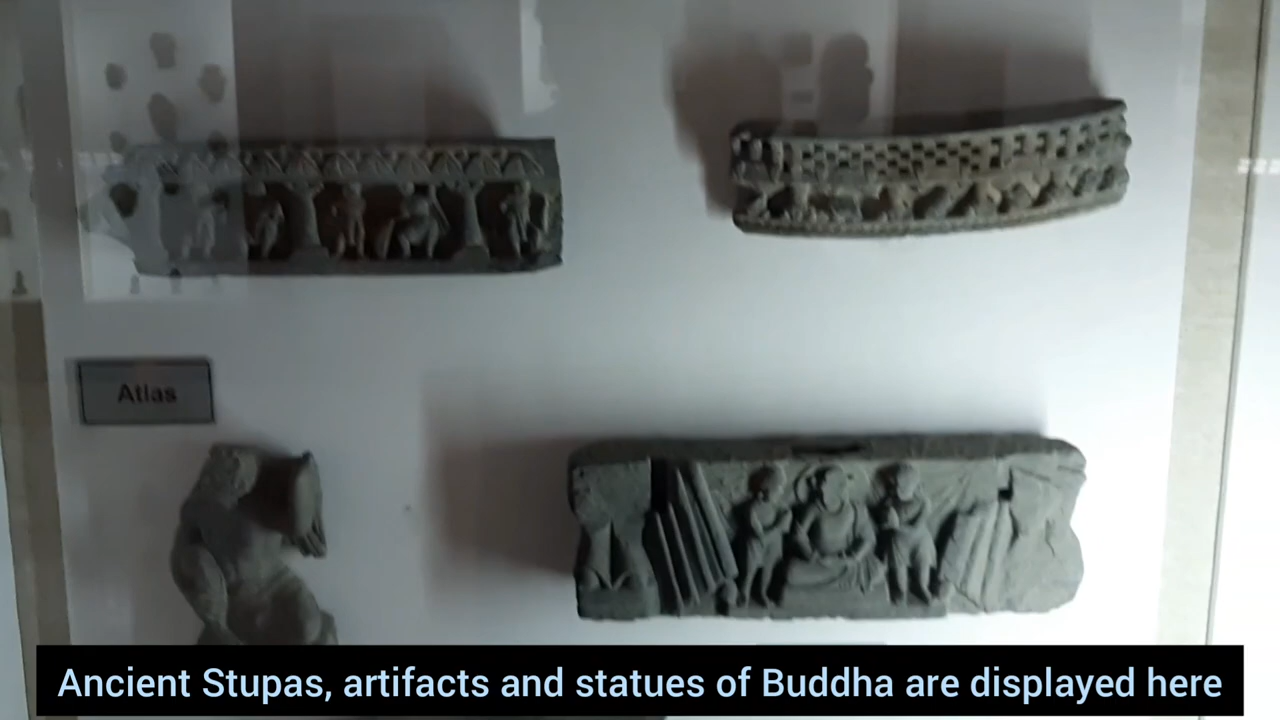 Atlas
Ancient Stupas, artifacts and statues of Buddha are displayed here